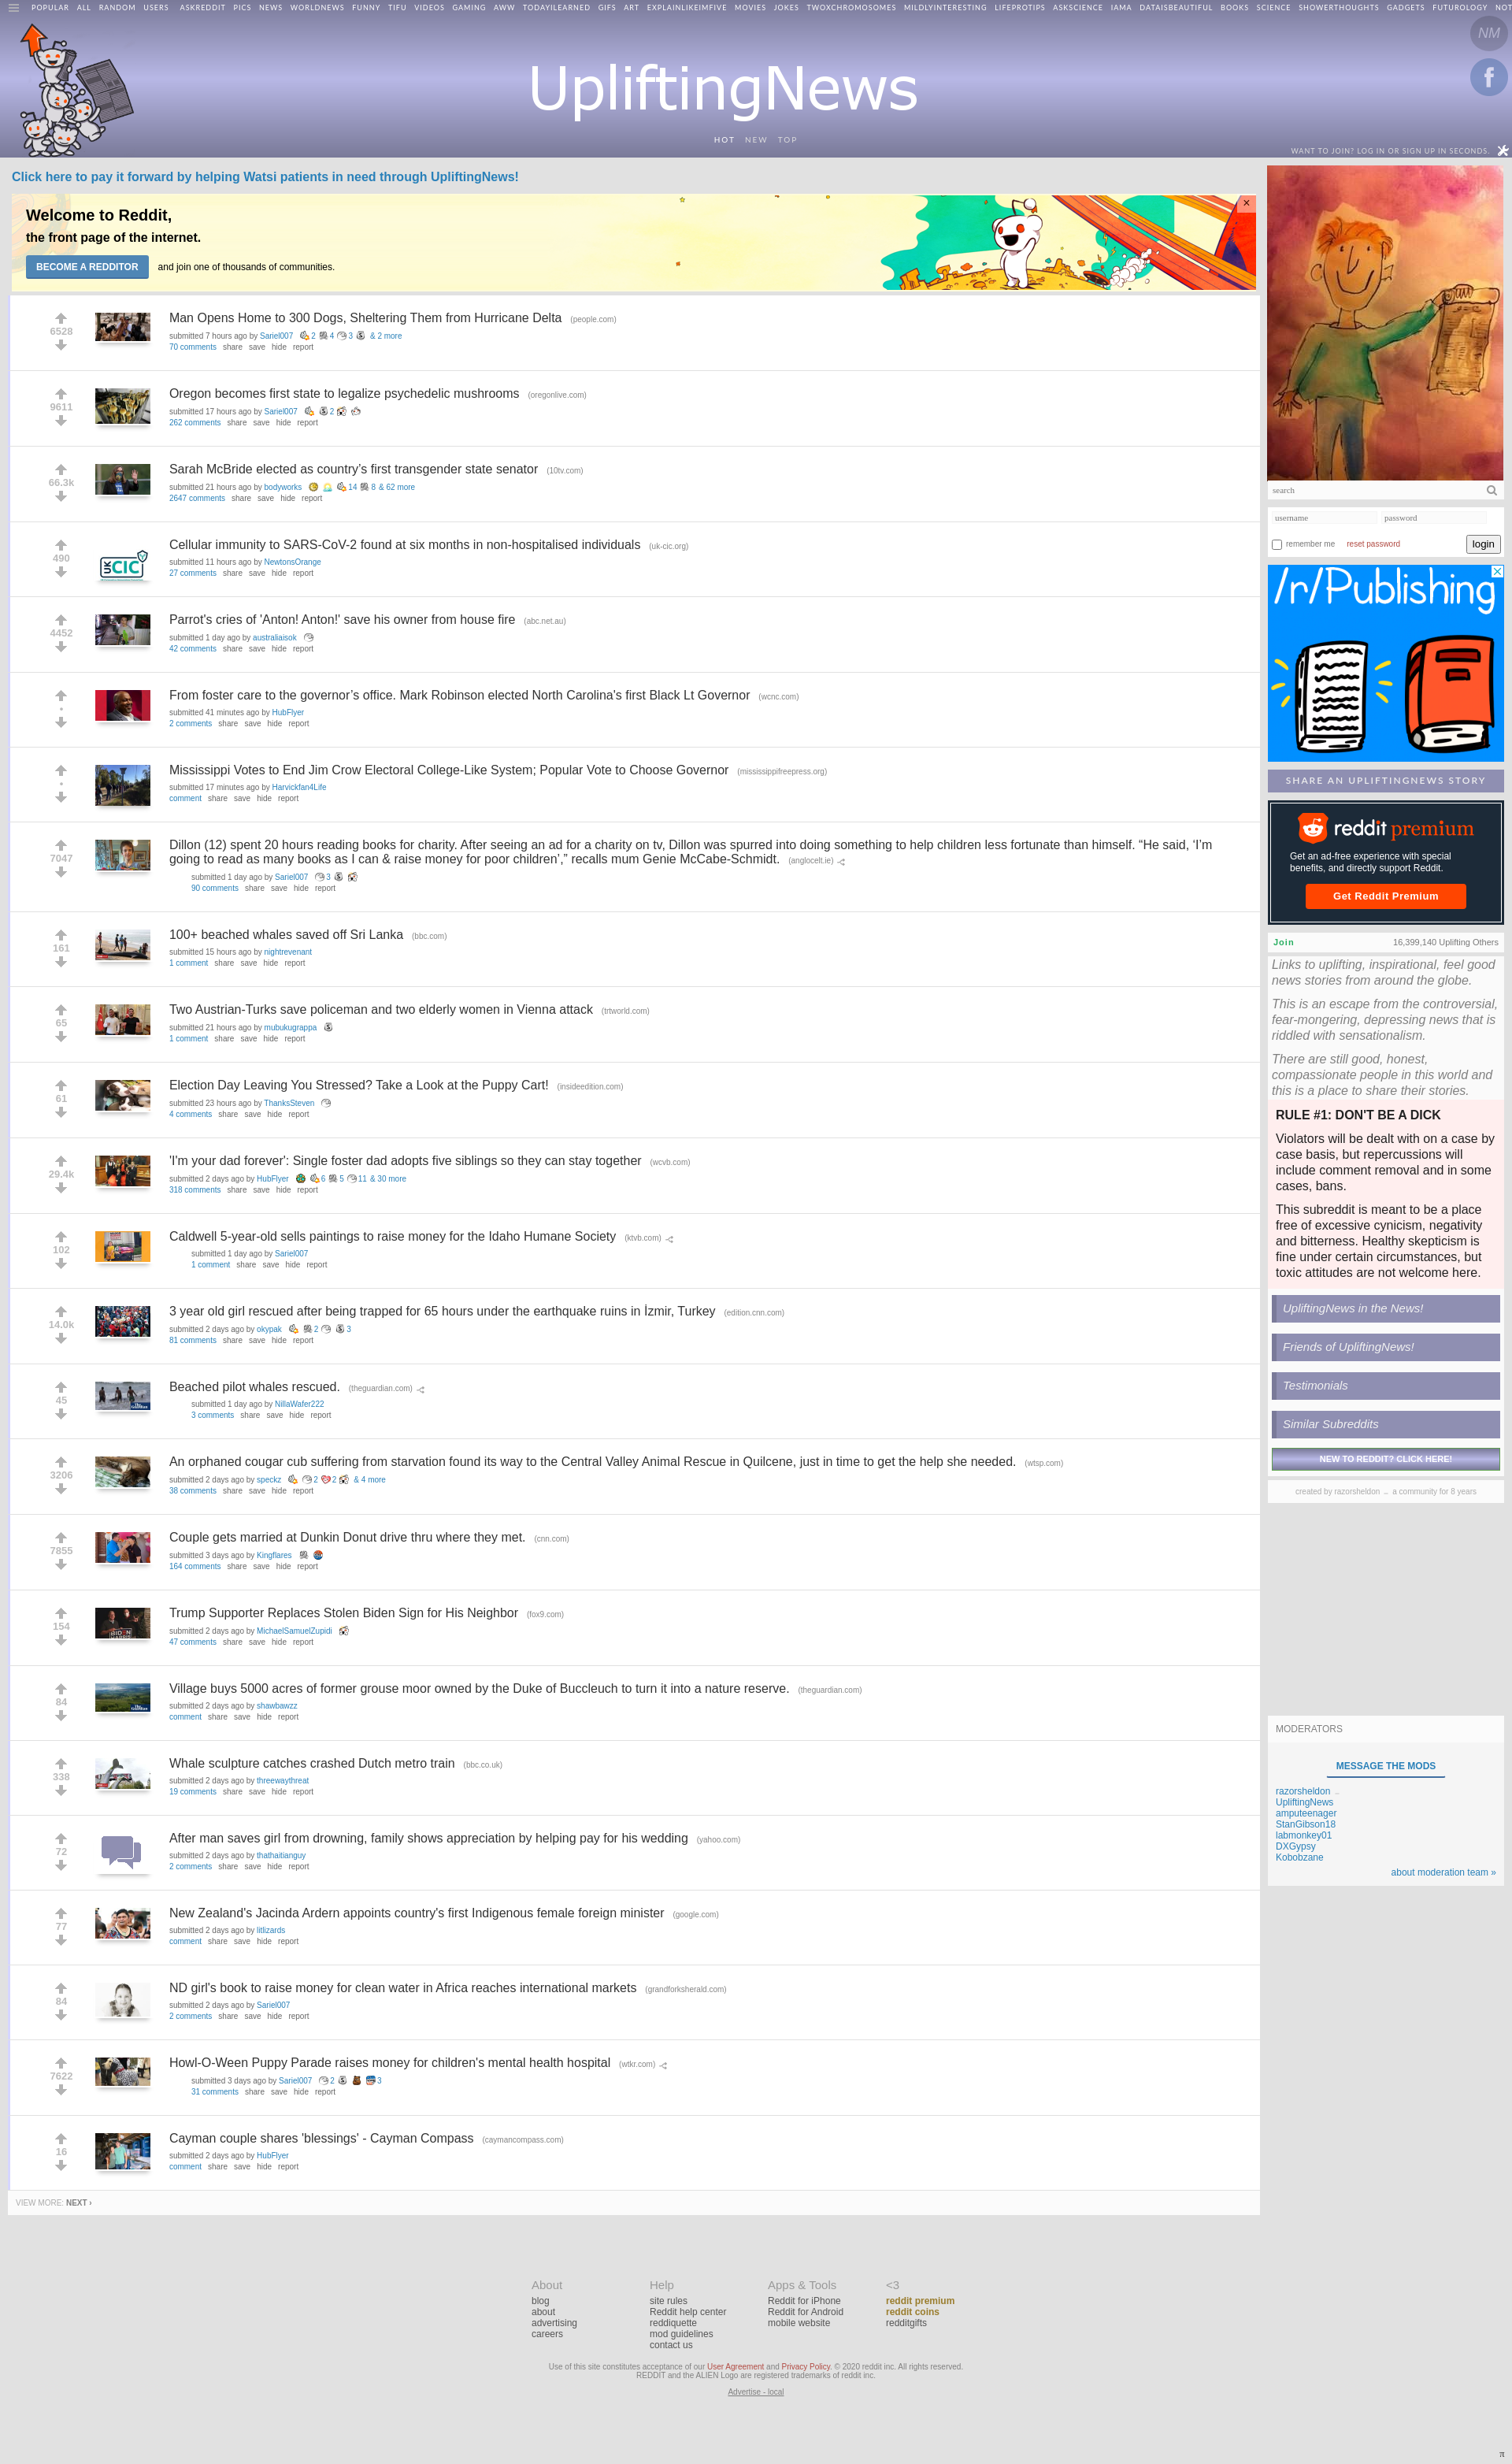 POPULAR ALL RANDOM USERS ASKREDDIT PICS NEWS WORLDNEWS FUNNY TIFU VIDEOS GAMING AWW TODAYILEARNED GIFS ART EXPLAINLIKEIMFIVE MOVIES JOKES TWOXCHROMOSOMES MILDLYINTERESTING LIFEPROTIPS ASKSCIENCE IAMA DATAISBEAUTIFUL BOOKS SCIENCE SHOWERTHOUGHTS GADGETS FUTUROLOGY NOT
NM
f
UpliftingNews
HOT NEW TOP
WANT TO JOIN? LOG IN OR SIGN UP IN SECONDS.
Click here to pay it forward by helping Watsi patients in need through UpliftingNews!
Welcome to Reddit,
the front page of the internet.
BECOME A REDDITOR and join one of thousands of communities.
6528
Man Opens Home to 300 Dogs, Sheltering Them from Hurricane Delta (people.com)
submitted 7 hours ago by Sariel007 2 4 3 & 2 more
70 comments share save hide report
9611
Oregon becomes first state to legalize psychedelic mushrooms (oregonlive.com)
submitted 17 hours ago by Sariel007 2
262 comments share save hide report
66.3k
Sarah McBride elected as country’s first transgender state senator (10tv.com)
submitted 21 hours ago by bodyworks 14 8 & 62 more
2647 comments share save hide report
490
UK CIC
Cellular immunity to SARS-CoV-2 found at six months in non-hospitalised individuals (uk-cic.org)
submitted 11 hours ago by NewtonsOrange
27 comments share save hide report
4452
Parrot's cries of 'Anton! Anton!' save his owner from house fire (abc.net.au)
submitted 1 day ago by australiaisok
42 comments share save hide report
•
From foster care to the governor’s office. Mark Robinson elected North Carolina's first Black Lt Governor (wcnc.com)
submitted 41 minutes ago by HubFlyer
2 comments share save hide report
•
Mississippi Votes to End Jim Crow Electoral College-Like System; Popular Vote to Choose Governor (mississippifreepress.org)
submitted 17 minutes ago by Harvickfan4Life
comment share save hide report
7047
Dillon (12) spent 20 hours reading books for charity. After seeing an ad for a charity on tv, Dillon was spurred into doing something to help children less fortunate than himself. “He said, ‘I’m
going to read as many books as I can & raise money for poor children’,” recalls mum Genie McCabe-Schmidt. (anglocelt.ie)
submitted 1 day ago by Sariel007 3
90 comments share save hide report
161
100+ beached whales saved off Sri Lanka (bbc.com)
submitted 15 hours ago by nightrevenant
1 comment share save hide report
65
Two Austrian-Turks save policeman and two elderly women in Vienna attack (trtworld.com)
submitted 21 hours ago by mubukugrappa
1 comment share save hide report
61
Election Day Leaving You Stressed? Take a Look at the Puppy Cart! (insideedition.com)
submitted 23 hours ago by ThanksSteven
4 comments share save hide report
29.4k
'I'm your dad forever': Single foster dad adopts five siblings so they can stay together (wcvb.com)
submitted 2 days ago by HubFlyer 6 5 11 & 30 more
318 comments share save hide report
102
Caldwell 5-year-old sells paintings to raise money for the Idaho Humane Society (ktvb.com)
submitted 1 day ago by Sariel007
1 comment share save hide report
14.0k
3 year old girl rescued after being trapped for 65 hours under the earthquake ruins in İzmir, Turkey (edition.cnn.com)
submitted 2 days ago by okypak 2 3
81 comments share save hide report
45
Beached pilot whales rescued. (theguardian.com)
submitted 1 day ago by NillaWafer222
3 comments share save hide report
3206
An orphaned cougar cub suffering from starvation found its way to the Central Valley Animal Rescue in Quilcene, just in time to get the help she needed. (wtsp.com)
submitted 2 days ago by speckz 2 2 & 4 more
38 comments share save hide report
7855
Couple gets married at Dunkin Donut drive thru where they met. (cnn.com)
submitted 3 days ago by Kingflares
164 comments share save hide report
154
Trump Supporter Replaces Stolen Biden Sign for His Neighbor (fox9.com)
submitted 2 days ago by MichaelSamuelZupidi
47 comments share save hide report
84
Village buys 5000 acres of former grouse moor owned by the Duke of Buccleuch to turn it into a nature reserve. (theguardian.com)
submitted 2 days ago by shawbawzz
comment share save hide report
338
Whale sculpture catches crashed Dutch metro train (bbc.co.uk)
submitted 2 days ago by threewaythreat
19 comments share save hide report
72
After man saves girl from drowning, family shows appreciation by helping pay for his wedding (yahoo.com)
submitted 2 days ago by thathaitianguy
2 comments share save hide report
77
New Zealand's Jacinda Ardern appoints country's first Indigenous female foreign minister (google.com)
submitted 2 days ago by litlizards
comment share save hide report
84
ND girl's book to raise money for clean water in Africa reaches international markets (grandforksherald.com)
submitted 2 days ago by Sariel007
2 comments share save hide report
7622
Howl-O-Ween Puppy Parade raises money for children's mental health hospital (wtkr.com)
submitted 3 days ago by Sariel007 2 3
31 comments share save hide report
16
Cayman couple shares 'blessings' - Cayman Compass (caymancompass.com)
submitted 2 days ago by HubFlyer
comment share save hide report
VIEW MORE: NEXT ›
search
username password
remember me reset password login
/r/Publishing
SHARE AN UPLIFTINGNEWS STORY
reddit premium
Get an ad-free experience with special
benefits, and directly support Reddit.
Get Reddit Premium
Join 16,399,140 Uplifting Others
Links to uplifting, inspirational, feel good
news stories from around the globe.
This is an escape from the controversial,
fear-mongering, depressing news that is
riddled with sensationalism.
There are still good, honest,
compassionate people in this world and
this is a place to share their stories.
RULE #1: DON'T BE A DICK
Violators will be dealt with on a case by
case basis, but repercussions will
include comment removal and in some
cases, bans.
This subreddit is meant to be a place
free of excessive cynicism, negativity
and bitterness. Healthy skepticism is
fine under certain circumstances, but
toxic attitudes are not welcome here.
UpliftingNews in the News!
Friends of UpliftingNews!
Testimonials
Similar Subreddits
NEW TO REDDIT? CLICK HERE!
created by razorsheldon a community for 8 years
MODERATORS
MESSAGE THE MODS
razorsheldon
UpliftingNews
amputeenager
StanGibson18
labmonkey01
DXGypsy
Kobobzane
about moderation team »
About
blog
about
advertising
careers
Help
site rules
Reddit help center
reddiquette
mod guidelines
contact us
Apps & Tools
Reddit for iPhone
Reddit for Android
mobile website
<3
reddit premium
reddit coins
redditgifts
Use of this site constitutes acceptance of our User Agreement and Privacy Policy. © 2020 reddit inc. All rights reserved.
REDDIT and the ALIEN Logo are registered trademarks of reddit inc.
Advertise - local
π